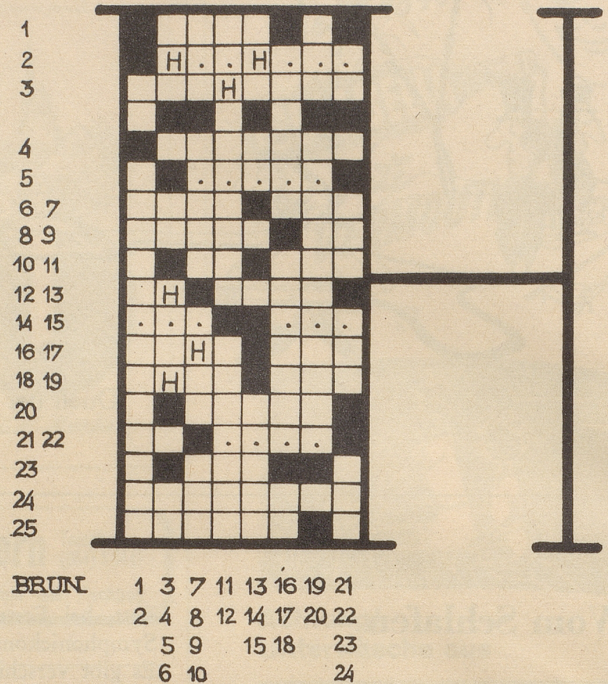 1
2 H . . H . . .
3 H
4
5 . . . . .
6 7
8 9
10 11
12 13 H
14 15 . . . . . .
16 17 H
18 19 H
20
21 22 . . . .
23
24
25
BRUN 1 3 7 11 13 16 19 21
2 4 8 12 14 17 20 22
5 9 15 18 23
6 10 24